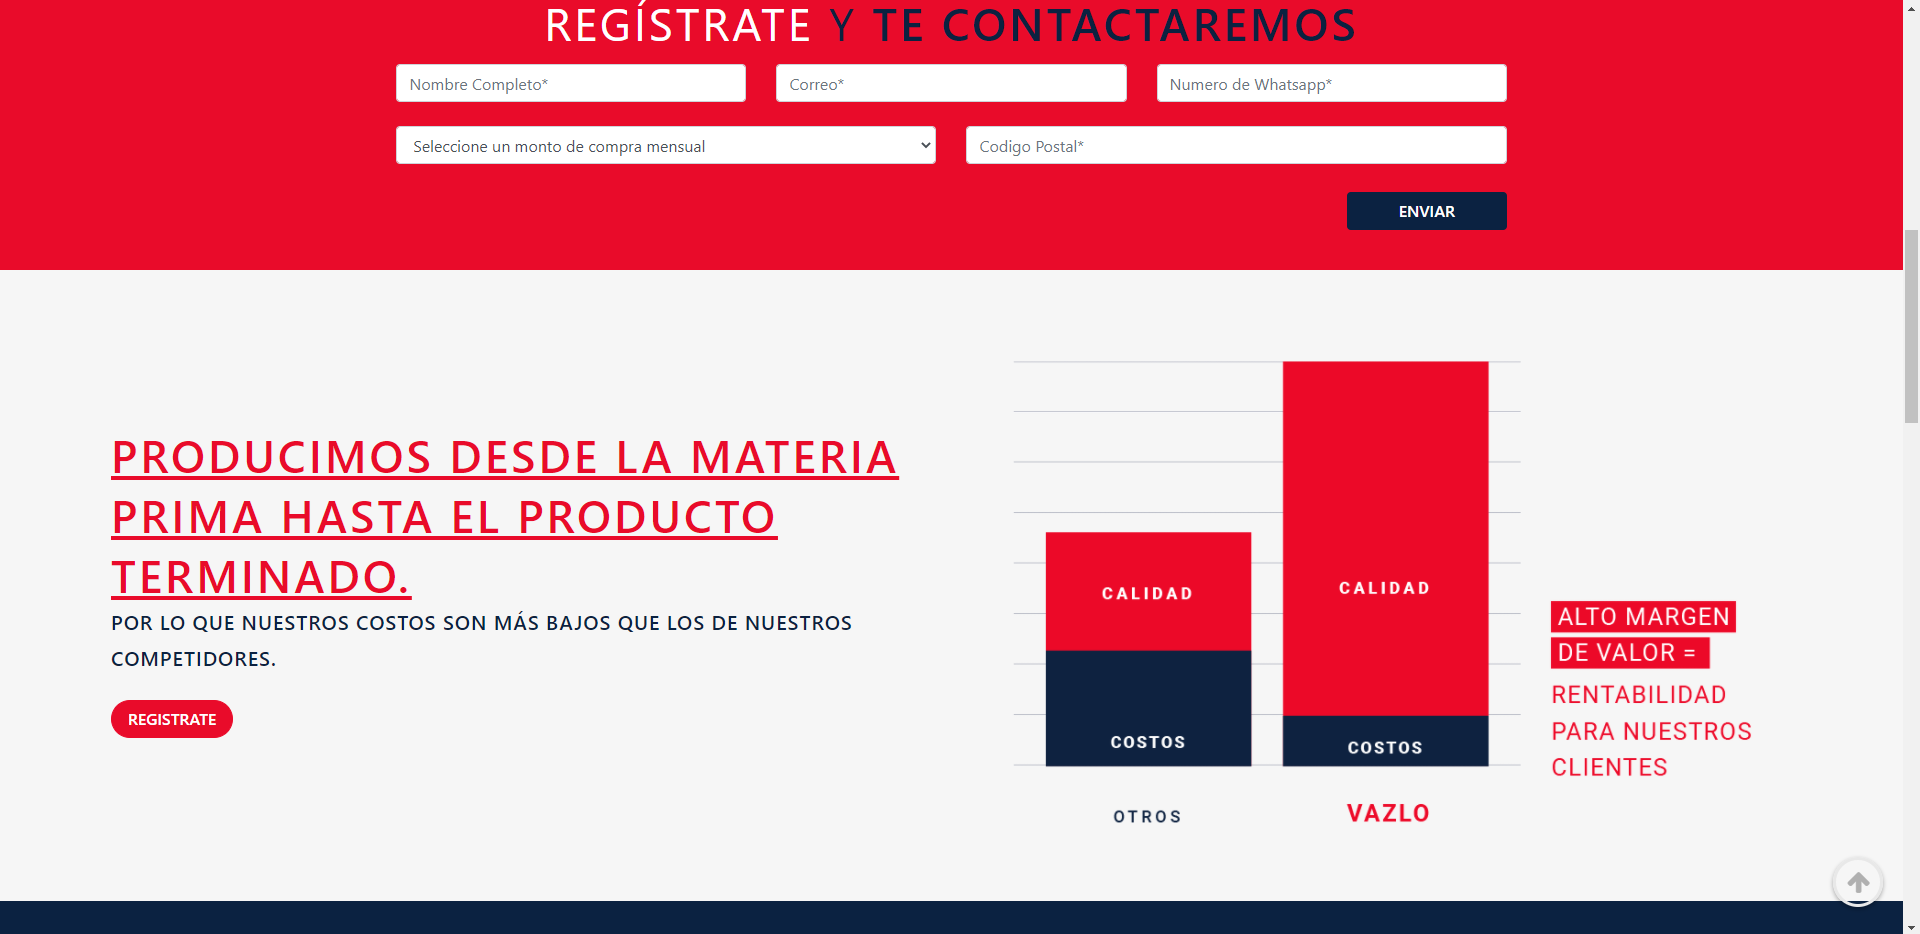 REGÍSTRATE Y TE CONTACTAREMOS
Nombre Completo*
Correo*
Numero de Whatsapp*
Seleccione un monto de compra mensual
Codigo Postal*
ENVIAR
PRODUCIMOS DESDE LA MATERIA
PRIMA HASTA EL PRODUCTO
TERMINADO.
POR LO QUE NUESTROS COSTOS SON MÁS BAJOS QUE LOS DE NUESTROS
COMPETIDORES.
REGISTRATE
CALIDAD
COSTOS
OTROS
CALIDAD
COSTOS
VAZLO
ALTO MARGEN
DE VALOR =
RENTABILIDAD
PARA NUESTROS
CLIENTES